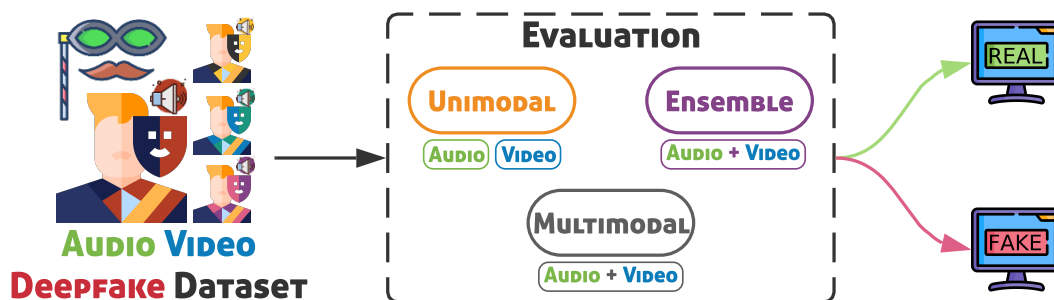 Audio Video
Deepfake Dataset
Evaluation
Unimodal
Audio Video
Ensemble
Audio + Video
Multimodal
Audio + Video
REAL
FAKE